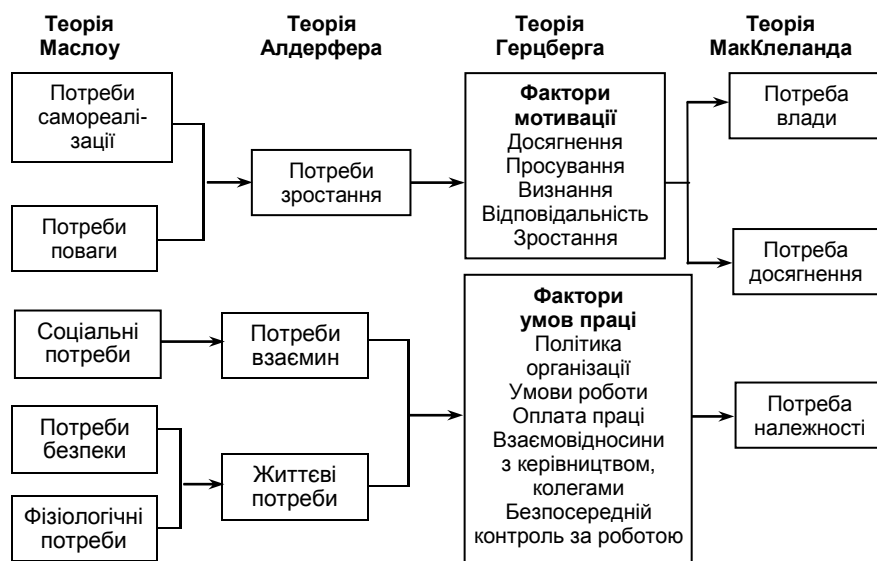 Теорія
Маслоу
Теорія
Алдерфера
Теорія
Герцберга
Теорія
МакКлеланда
Потреби
самореалі-
зації
Потреби
поваги
Соціальні
потреби
Потреби
безпеки
Фізіологічні
потреби
Потреби
зростання
Потреби
взаємин
Життєві
потреби
Фактори
мотивації
Досягнення
Просування
Визнання
Відповідальність
Зростання
Фактори
умов праці
Політика
організації
Умови роботи
Оплата праці
Взаємовідносини
з керівництвом,
колегами
Безпосередній
контроль за роботою
Потреба
влади
Потреба
досягнення
Потреба
належності